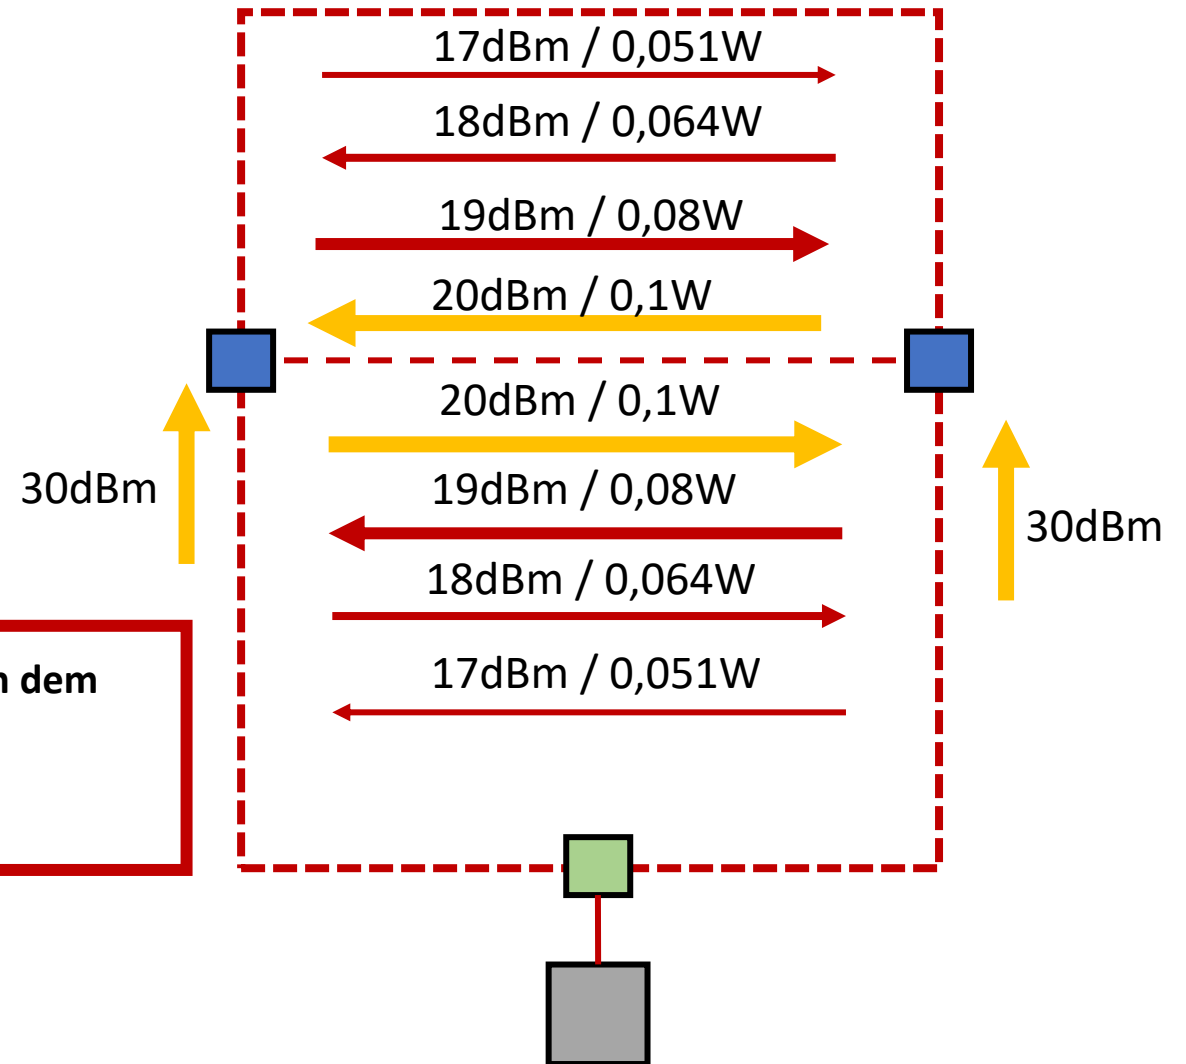 17dBm / 0,051W
18dBm / 0,064W
19dBm / 0,08W
20dBm / 0,1W
20dBm / 0,1W
30dBm
19dBm / 0,08W
30dBm
18dBm / 0,064W
17dBm / 0,051W
dem